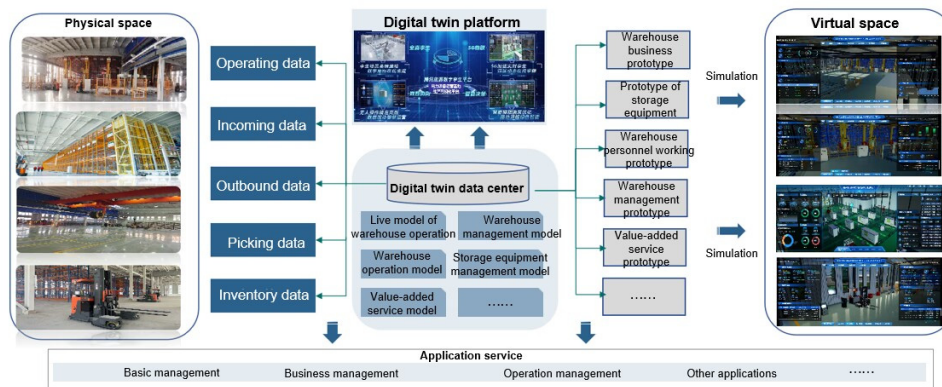 Physical space
Operating data
Incoming data
Outbound data
Picking data
Inventory data
Digital twin platform
Digital twin data center
Live model of
warehouse operation
Warehouse
management model
Warehouse
operation model
Storage equipment
management model
Value-added
service model
……
Warehouse
business
prototype
Prototype of
storage
equipment
Warehouse
personnel working
prototype
Warehouse
management
prototype
Value-added
service prototype
……
Simulation
Simulation
Virtual space
Application service
Basic management
Business management
Operation management
Other applications
……